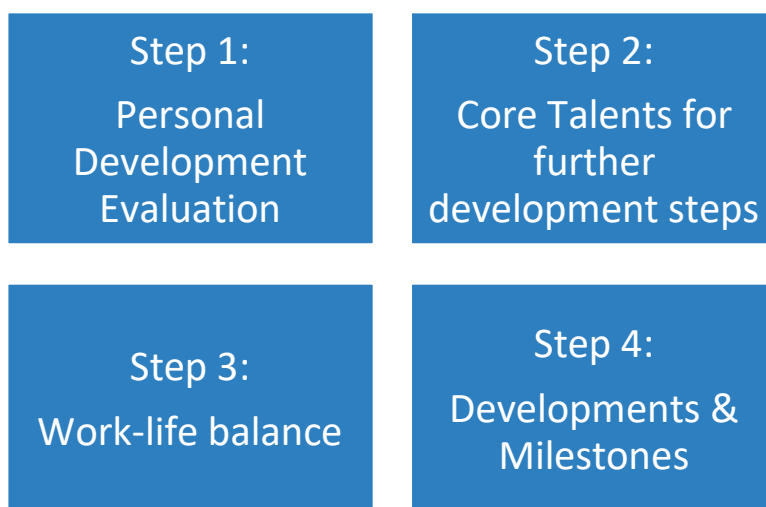 Step 1:
Personal
Development
Evaluation
Step 2:
Core Talents for
further
development steps
Step 3:
Work-life balance
Step 4:
Developments &
Milestones